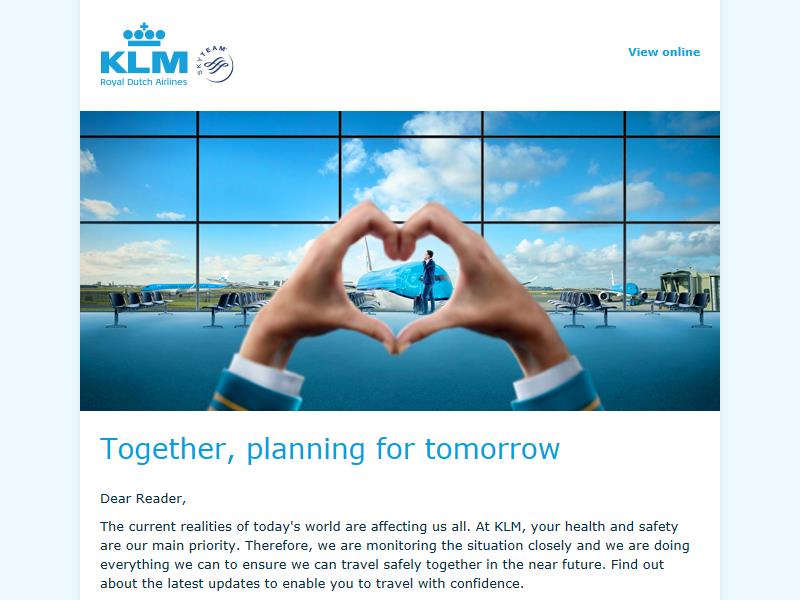 KLM
Royal Dutch Airlines
SKYTEAM
View online
Together, planning for tomorrow
Dear Reader,
The current realities of today's world are affecting us all. At KLM, your health and safety
are our main priority. Therefore, we are monitoring the situation closely and we are doing
everything we can to ensure we can travel safely together in the near future. Find out
about the latest updates to enable you to travel with confidence.